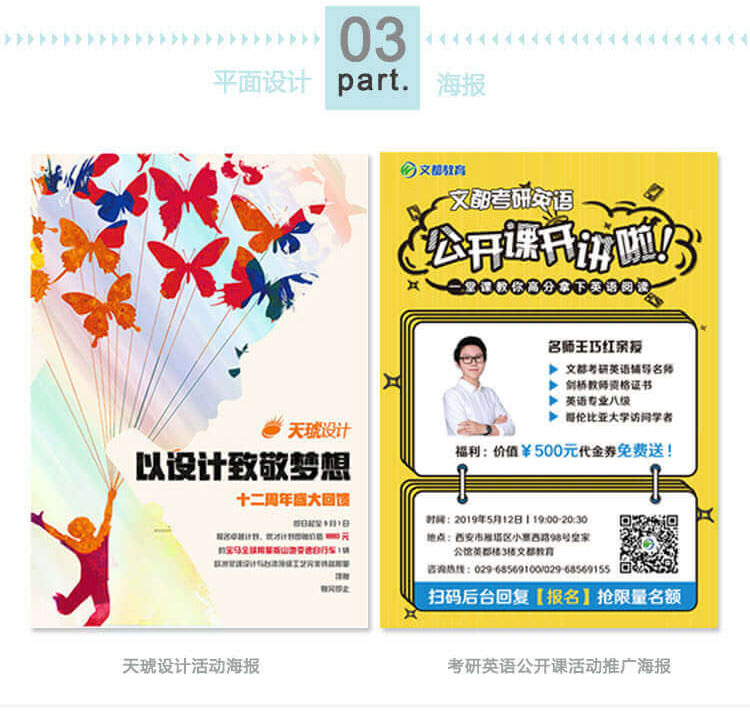 03
平面设计 part. 海报
天琥设计
以设计致敬梦想
十二周年盛大回馈
即日起至9月1日
文都教育
文都考研英语
公开课开讲啦!
一堂课教你高分拿下英语阅读
名师王巧红亲授
文都考研英语辅导名师
剑桥教师资格证书
英语专业八级
哥伦比亚大学访问学者
福利:价值¥500元代金券免费送!
时间:2019年5月12日|19:00-20:30
地点:西安市雁塔区小寨西路98号皇家
公馆英郡楼3楼文都教育
咨询热线:029-68569100/029-68569155
扫码后台回复【报名】抢限量名额
天琥设计活动海报
考研英语公开课活动推广海报